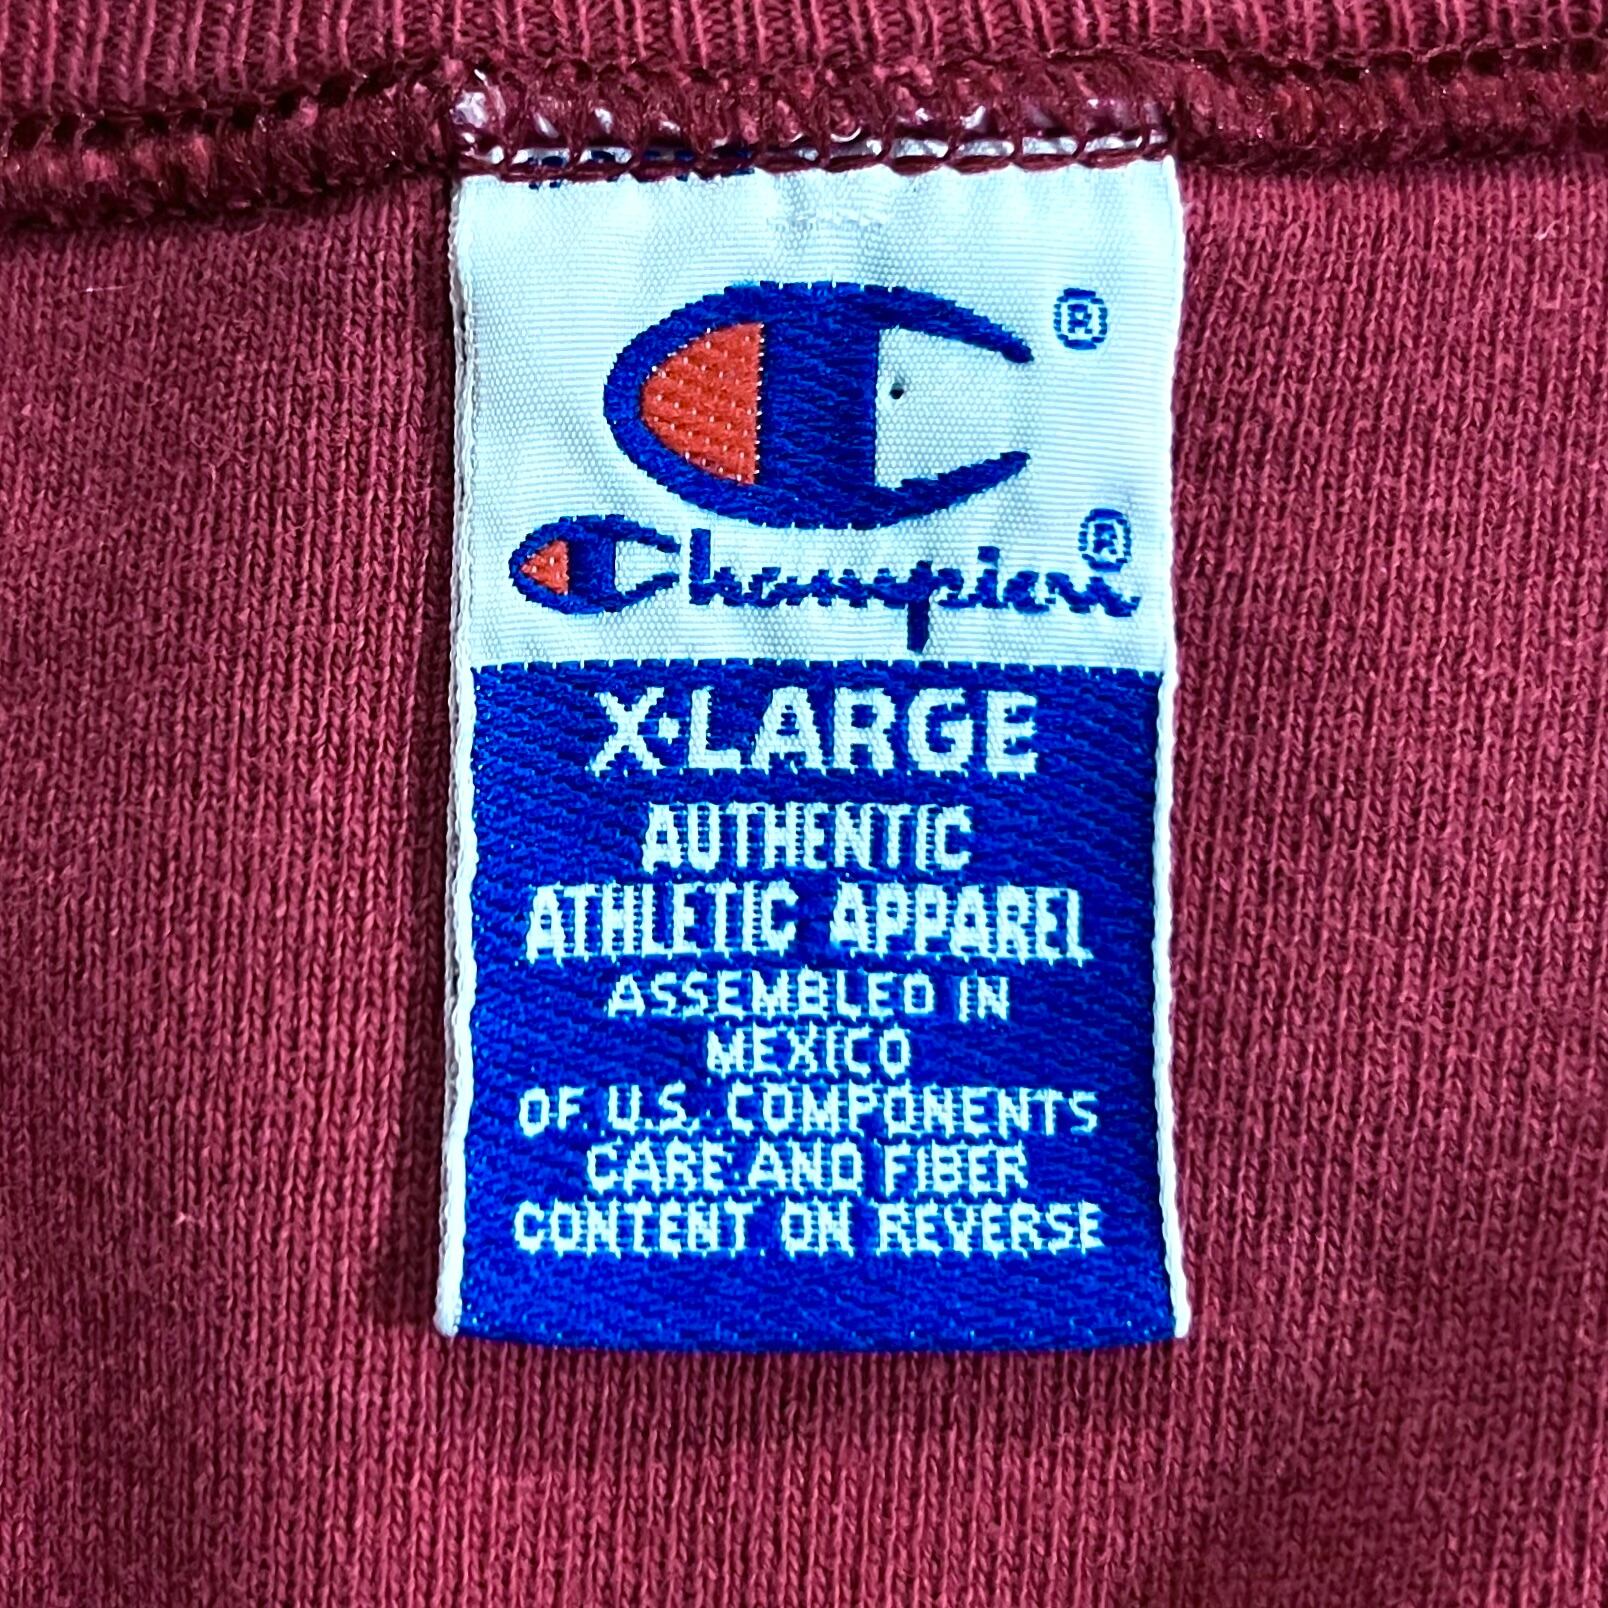 ®
Champion®
X-LARGE
AUTHENTIC
ATHLETIC APPAREL
ASSEMBLED IN
MEXICO
OF U.S. COMPONENTS
CARE AND FIBER
CONTENT ON REVERSE